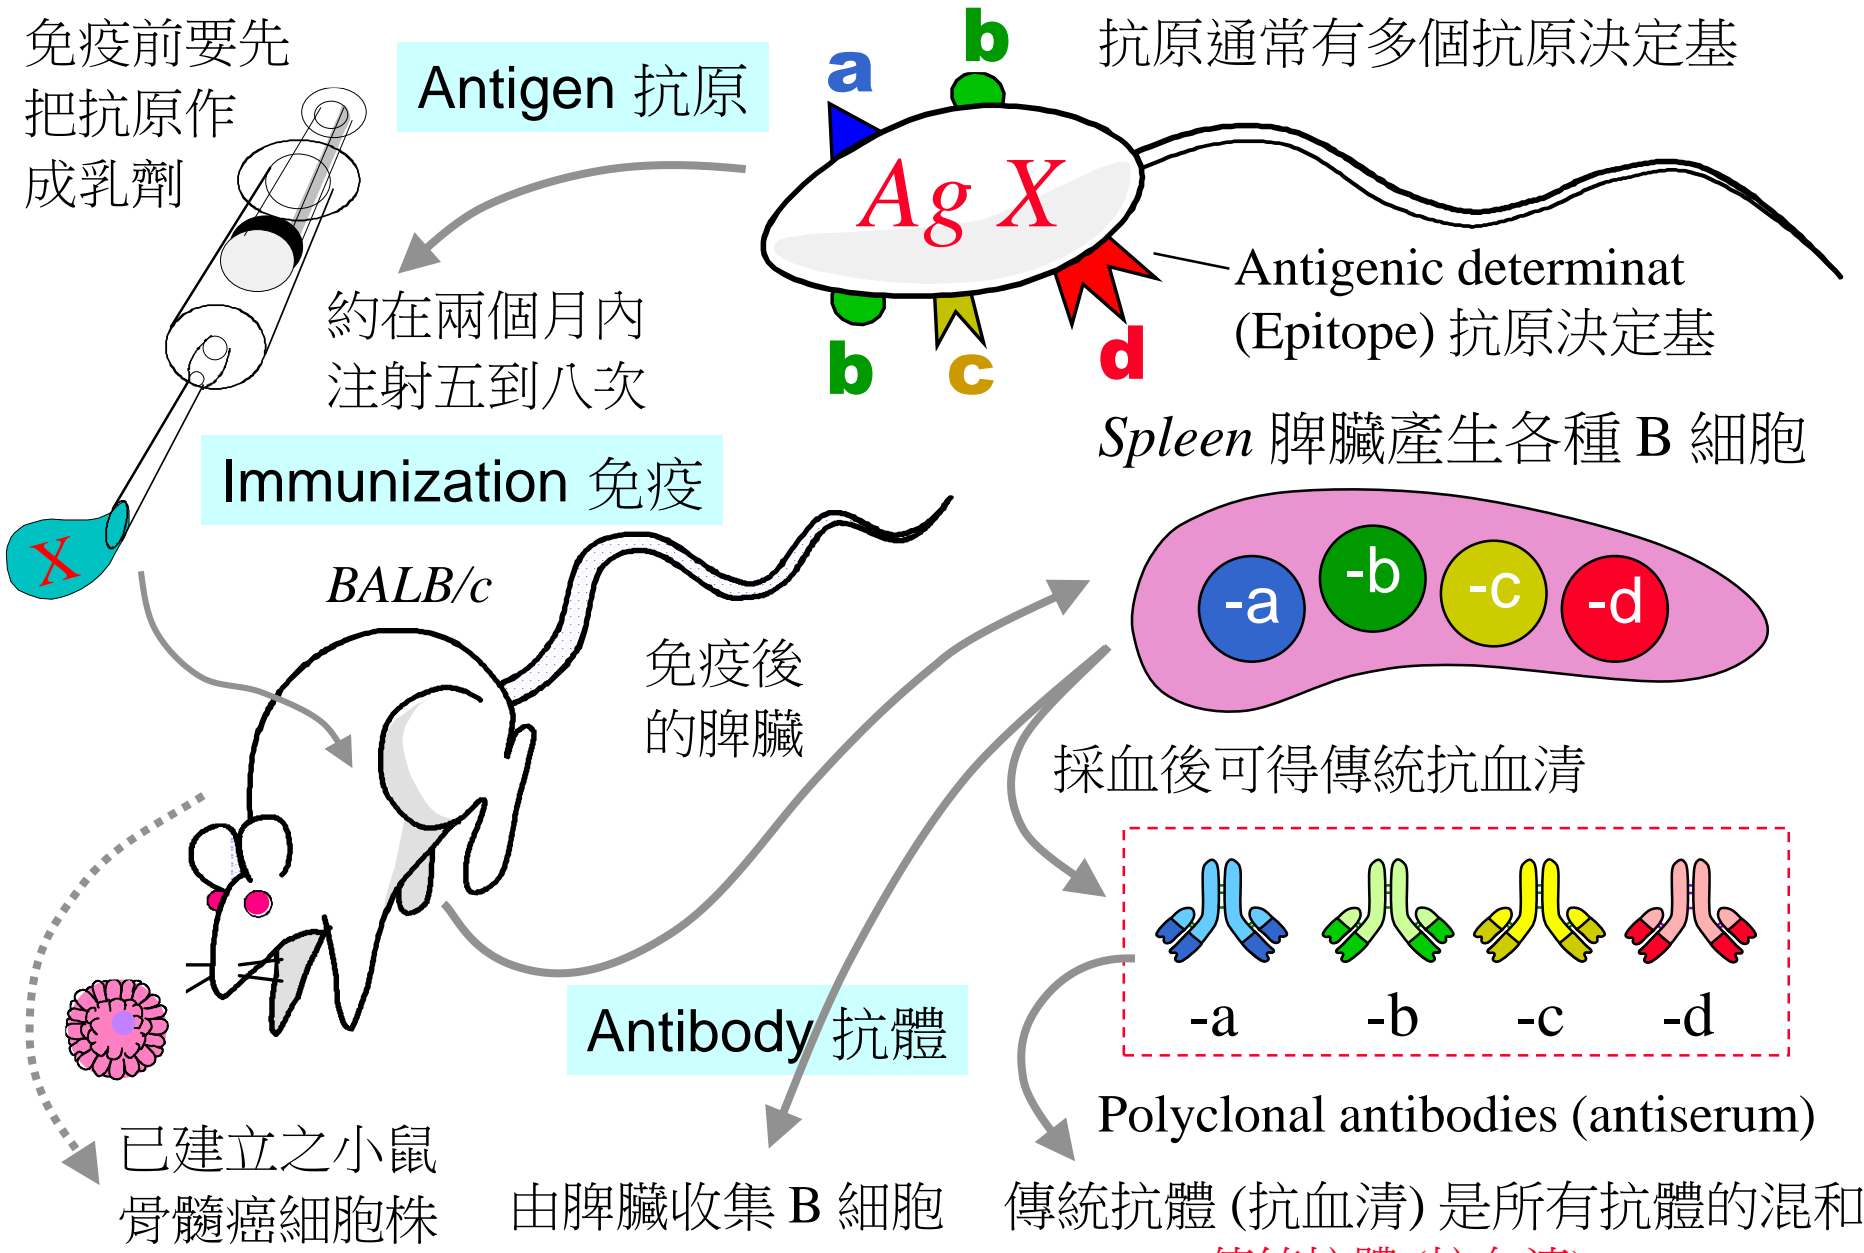 免疫前要先
把抗原作
成乳劑
Antigen 抗原
a
b
抗原通常有多個抗原決定基
Ag X
Antigenic determinat
(Epitope) 抗原決定基
b
c
d
約在兩個月內
注射五到八次
Immunization 免疫
X
BALB/c
Spleen 脾臟產生各種 B 細胞
-a
-b
-c
-d
免疫後
的脾臟
採血後可得傳統抗血清
-a
-b
-c
-d
Antibody 抗體
Polyclonal antibodies (antiserum)
已建立之小鼠
骨髓癌細胞株
由脾臟收集 B 細胞
傳統抗體 (抗血清) 是所有抗體的混和